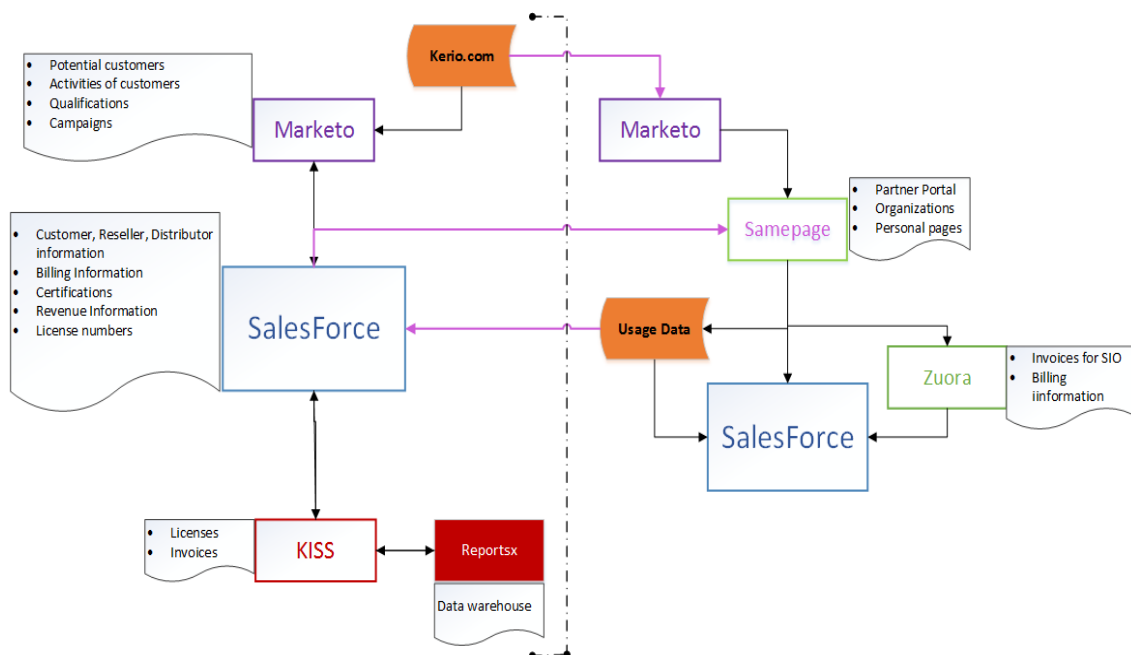 Kerio.com
Potential customers
Activities of customers
Qualifications
Campaigns
Marketo
Marketo
Partner Portal
Organizations
Personal pages
Samepage
Customer, Reseller, Distributor
information
Billing Information
Certifications
Revenue Information
License numbers
SalesForce
Usage Data
Zuora
Invoices for SIO
Billing
iinformation
SalesForce
Licenses
Invoices
KISS
Reportsx
Data warehouse